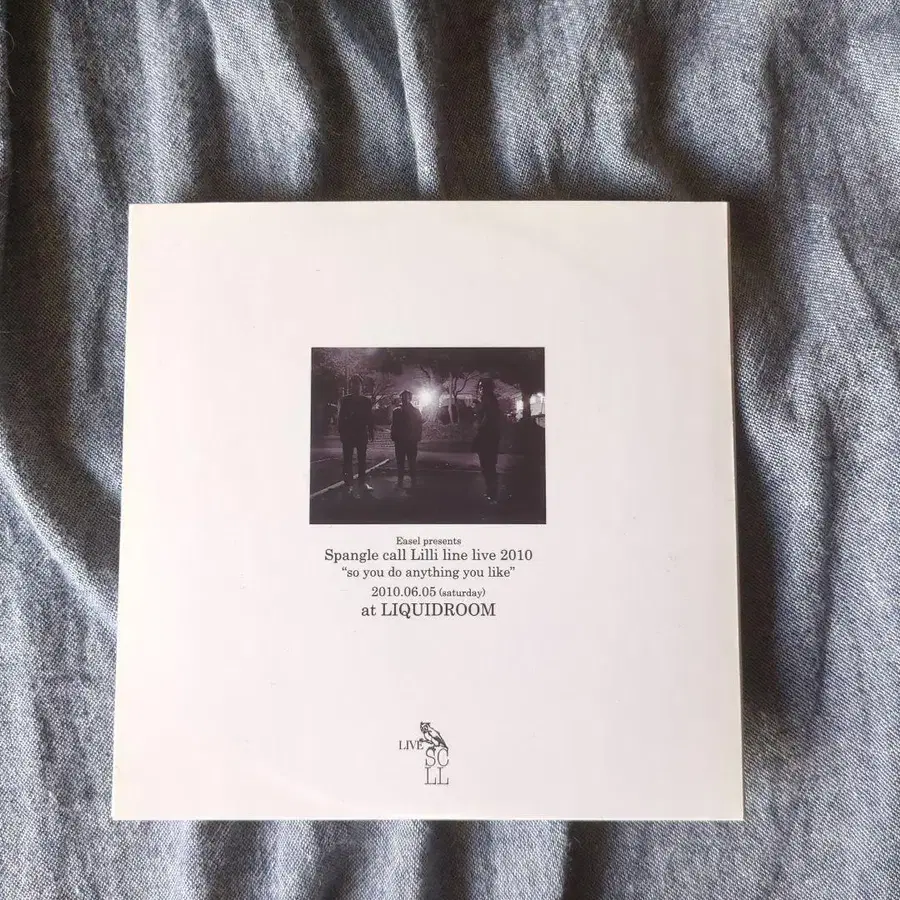 Easel presents
Spangle call Lilli line live 2010
“so you do anything you like”
2010.06.05 (saturday)
at LIQUIDROOM
LIVE
SC
LL